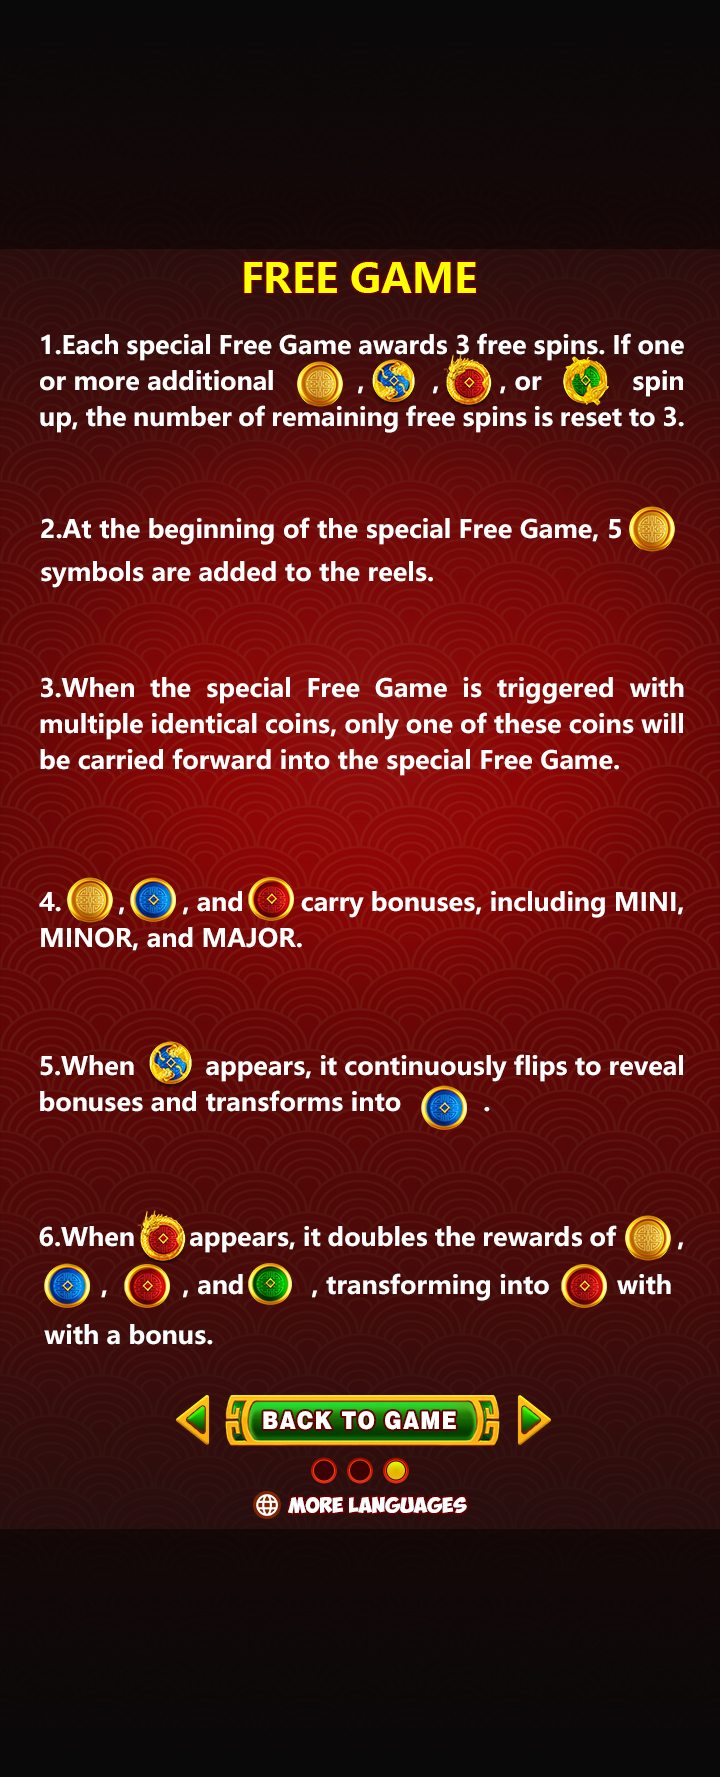 FREE GAME
1.Each special Free Game awards 3 free spins. If one
or more additional , , , or spin
up, the number of remaining free spins is reset to 3.
2.At the beginning of the special Free Game, 5
symbols are added to the reels.
3.When the special Free Game is triggered with
multiple identical coins, only one of these coins will
be carried forward into the special Free Game.
4. , , and carry bonuses, including MINI,
MINOR, and MAJOR.
5.When appears, it continuously flips to reveal
bonuses and transforms into .
6.When appears, it doubles the rewards of ,
, , and , transforming into with
with a bonus.
BACK TO GAME
MORE LANGUAGES